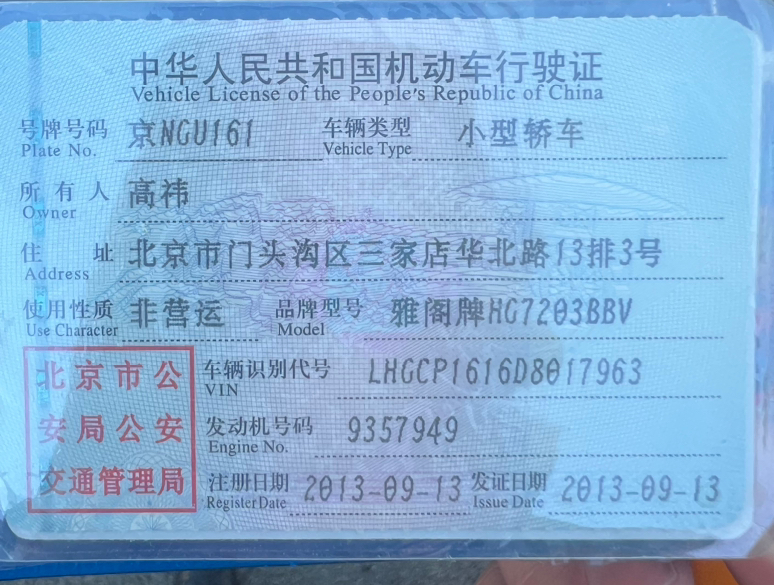 中华人民共和国机动车行驶证
Vehicle License of the People's Republic of China
号牌号码 京NGU161 车辆类型 小型轿车
Plate No. Vehicle Type
所有人 高祎
Owner
住址 北京市门头沟区三家店华北路13排3号
Address
使用性质 非营运 品牌型号 雅阁牌HG7203BBV
Use Character Model
北京市公安局公安交通管理局
车辆识别代号 LHGCP1616D8017963
VIN
发动机号码 9357949
Engine No.
注册日期 2013-09-13 发证日期 2013-09-13
Register Date Issue Date